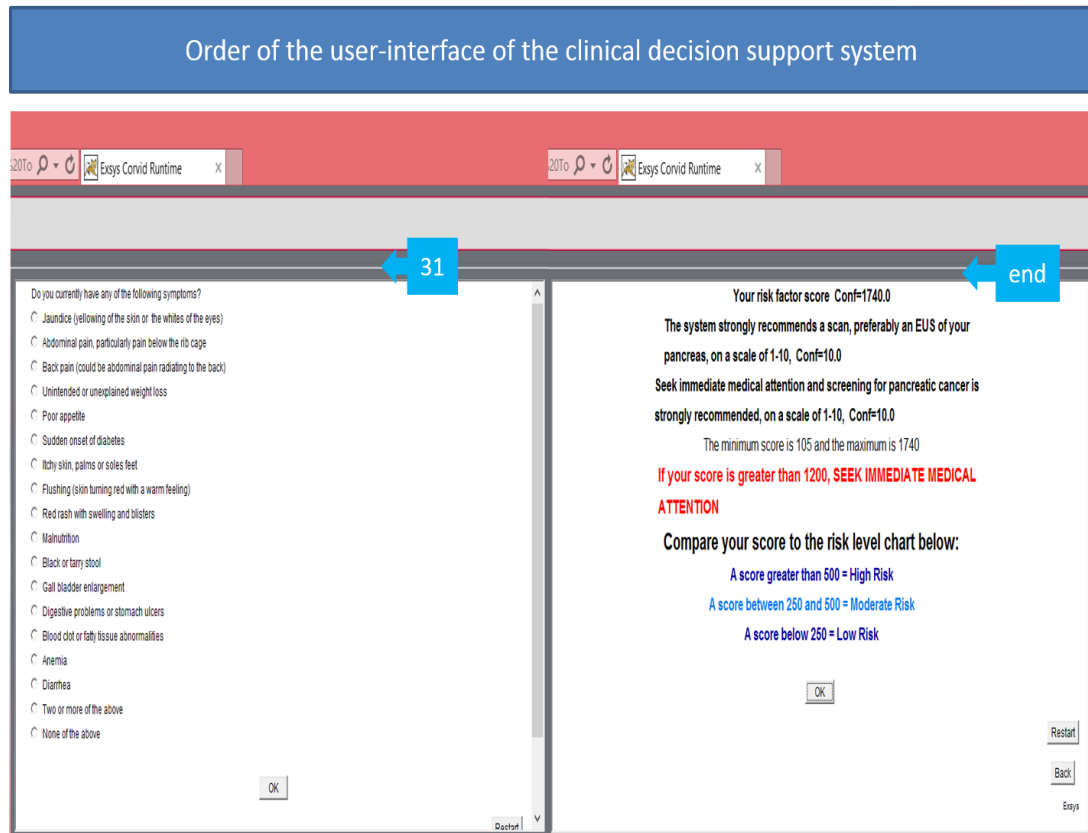 Order of the user-interface of the clinical decision support system
%20To
Exsys Corvid Runtime
x
31
Do you currently have any of the following symptoms?
Jaundice (yellowing of the skin or the whites of the eyes)
Abdominal pain, particularly pain below the rib cage
Back pain (could be abdominal pain radiating to the back)
Unintended or unexplained weight loss
Poor appetite
Sudden onset of diabetes
Itchy skin, palms or soles feet
Flushing (skin turning red with a warm feeling)
Red rash with swelling and blisters
Malnutrition
Black or tarry stool
Gall bladder enlargement
Digestive problems or stomach ulcers
Blood clot or fatty tissue abnormalities
Anemia
Diarrhea
Two or more of the above
None of the above
OK
Restart
20To
Exsys Corvid Runtime
x
end
Your risk factor score Conf=1740.0
The system strongly recommends a scan, preferably an EUS of your
pancreas, on a scale of 1-10, Conf=10.0
Seek immediate medical attention and screening for pancreatic cancer is
strongly recommended, on a scale of 1-10, Conf=10.0
The minimum score is 105 and the maximum is 1740
If your score is greater than 1200, SEEK IMMEDIATE MEDICAL
ATTENTION
Compare your score to the risk level chart below:
A score greater than 500 = High Risk
A score between 250 and 500 = Moderate Risk
A score below 250 = Low Risk
OK
Restart
Back
Exsys